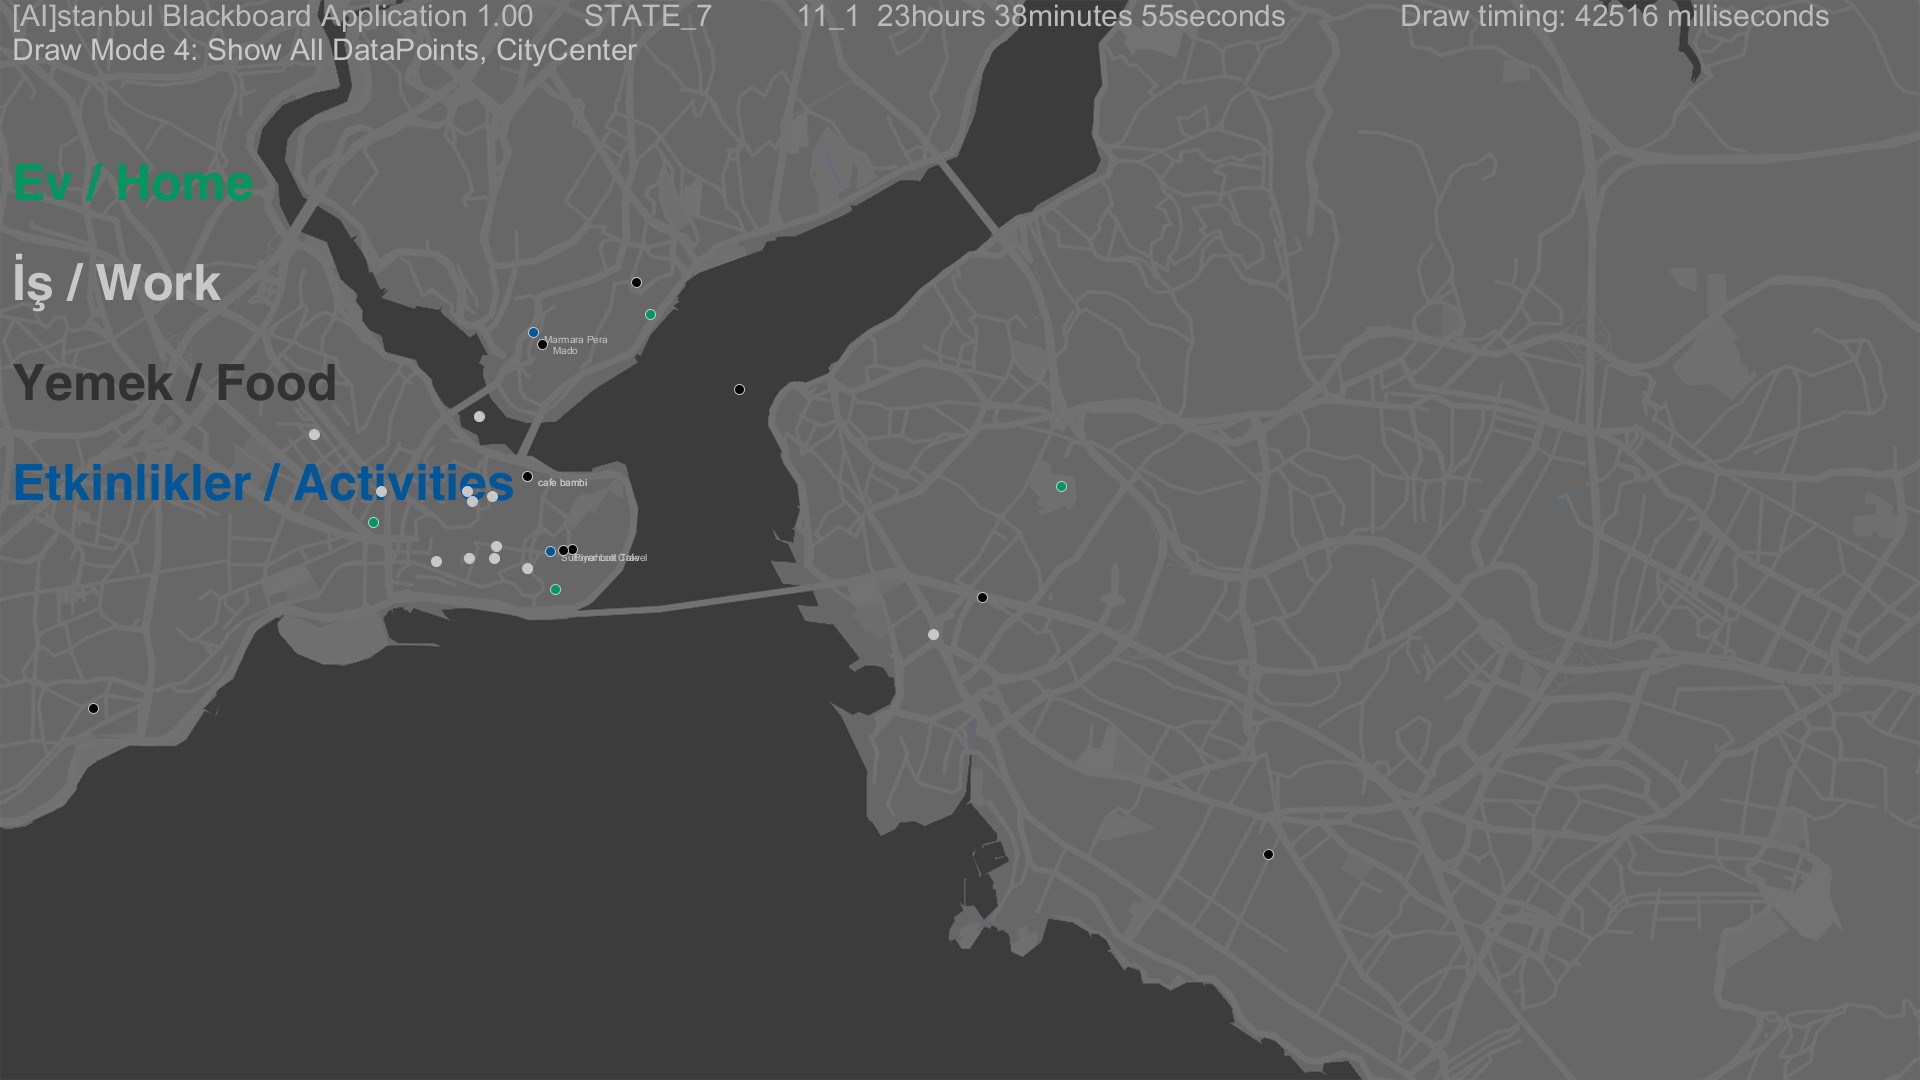 [AI]stanbul Blackboard Application 1.00 STATE_7 11_1 23hours 38minutes 55seconds Draw timing: 42516 milliseconds
Draw Mode 4: Show All DataPoints, CityCenter
Ev / Home
İş / Work
Marmara Pera
Mado
Yemek / Food
Etkinlikler / Activities
cafe bambi